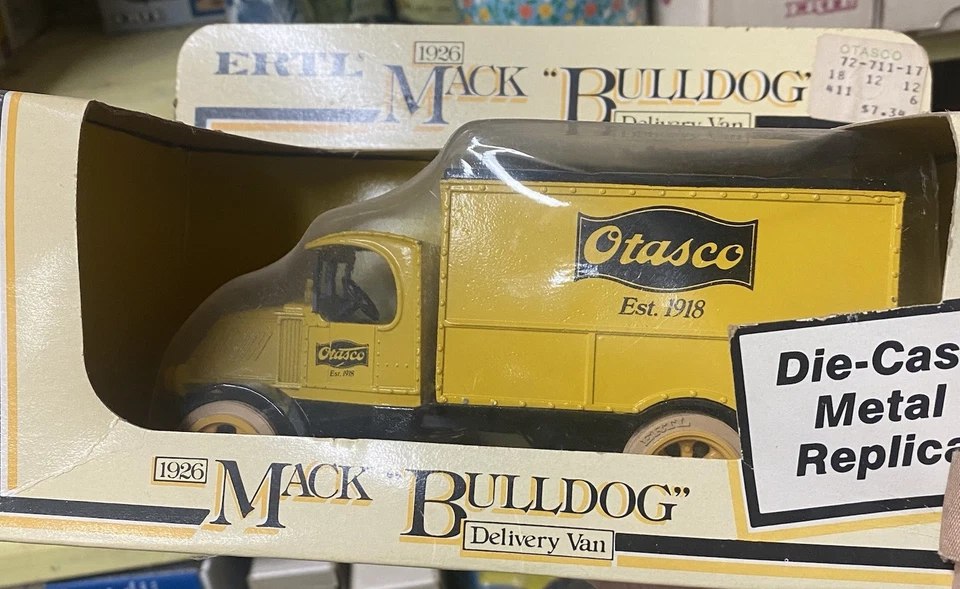 ERTL
1926
MACK "BULLDOG"
Delivery Van
OTASCO
72-711-17
18 12 12
411 6
Otasco
Est. 1918
Otasco
Est. 1918
ERTL
Die-Cas
Metal
Replica
1926
MACK "BULLDOG"
Delivery Van